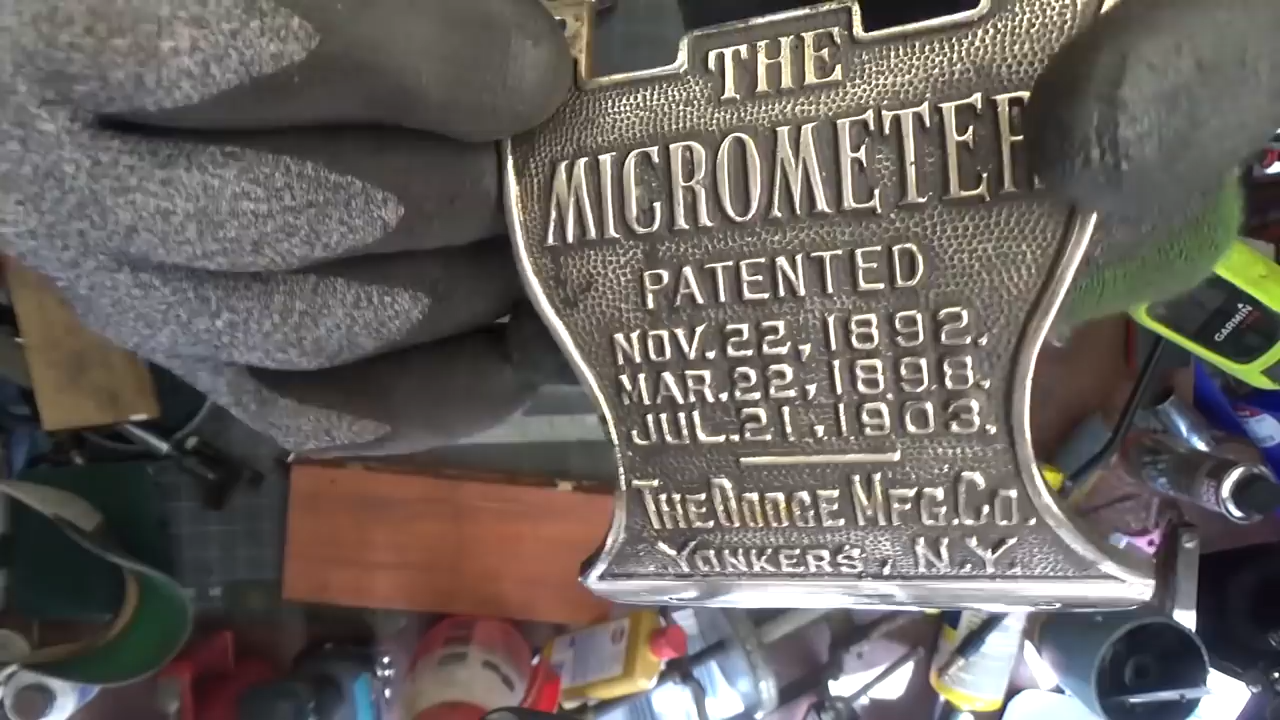 THE
MICROMETER
PATENTED
NOV. 22, 1892.
MAR. 22, 1898.
JUL. 21, 1903.
THE DODGE MFG. CO.
YONKERS, N.Y.
GARMIN